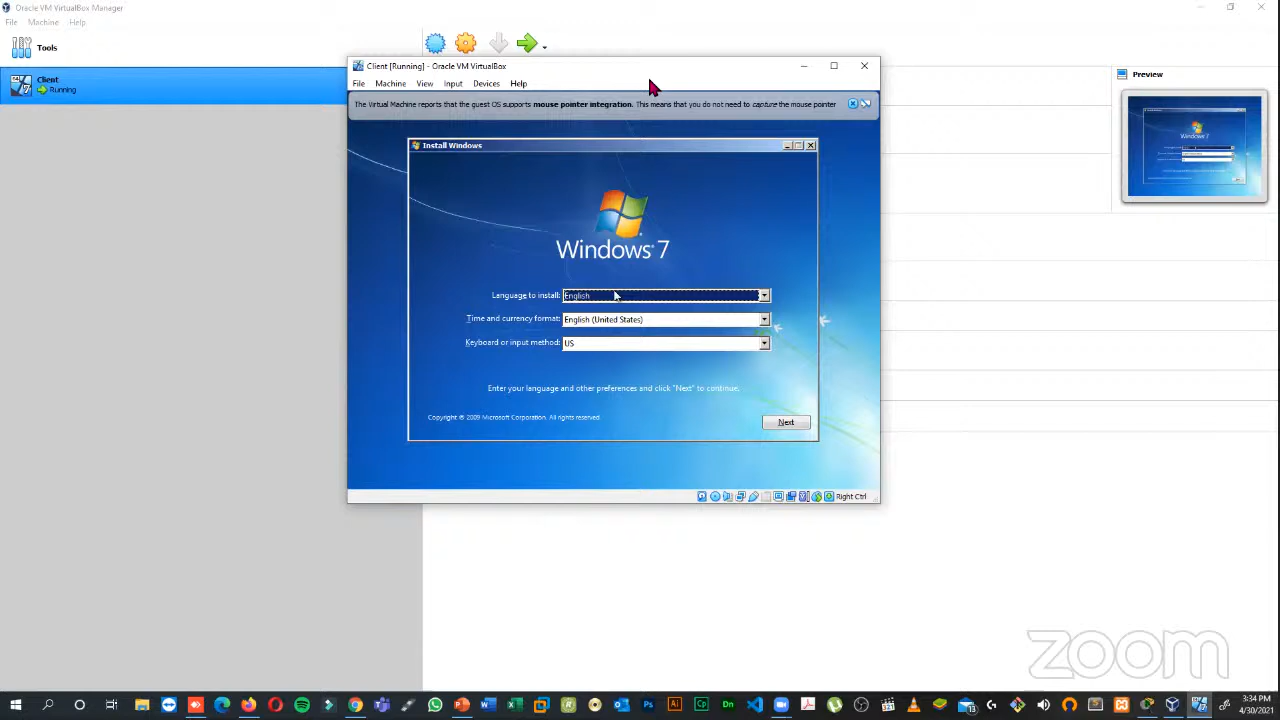 Oracle VM VirtualBox Manager
File Machine Help
Tools
Client
Running
Client [Running] - Oracle VM VirtualBox
File Machine View Input Devices Help
The Virtual Machine reports that the guest OS supports mouse pointer integration. This means that you do not need to capture the mouse pointer
Install Windows
Windows 7
Language to install: English
Time and currency format: English (United States)
Keyboard or input method: US
Enter your language and other preferences and click "Next" to continue.
Copyright © 2009 Microsoft Corporation. All rights reserved.
Next
Right Ctrl
Preview
zoom
3:34 PM
4/30/2021